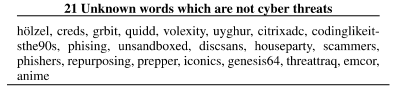 21 Unknown words which are not cyber threats
hölzel, creds, grbit, quidd, volexity, uyghur, citrixadc, codinglikeit-
sthe90s, phising, unsandboxed, discsans, houseparty, scammers,
phishers, repurposing, prepper, iconics, genesis64, threattraq, emcor,
anime